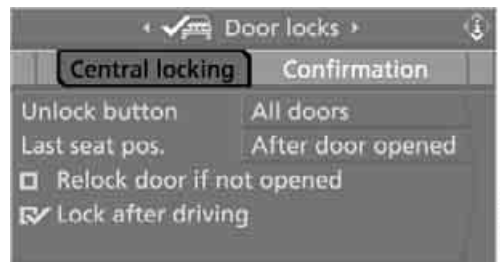 Door locks
Central locking
Confirmation
Unlock button All doors
Last seat pos. After door opened
Relock door if not opened
Lock after driving